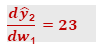 dŷ₂/dw₁ = 23